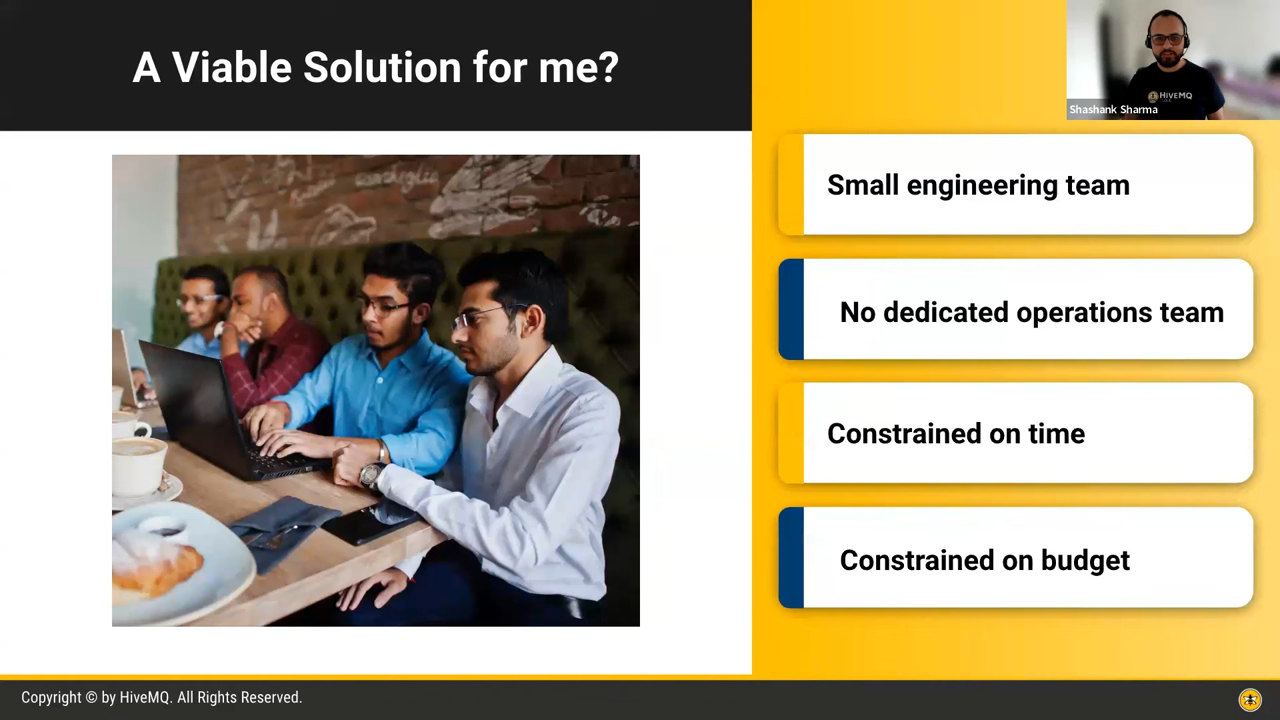 A Viable Solution for me?
HIVEMQ
Shashank Sharma
Small engineering team
No dedicated operations team
Constrained on time
Constrained on budget
Copyright © by HiveMQ. All Rights Reserved.